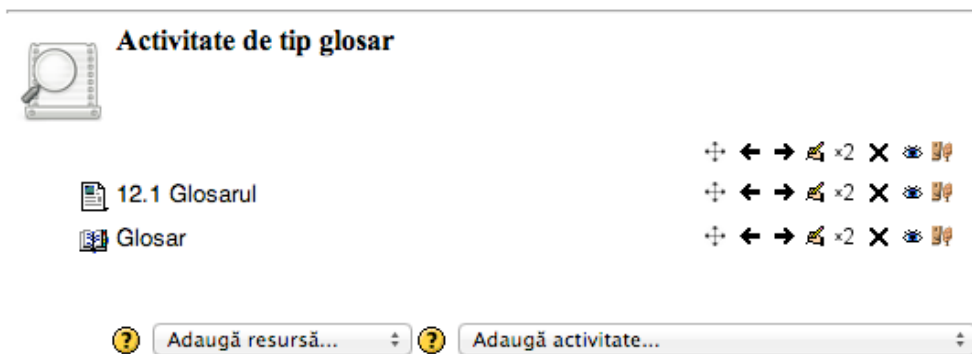 Activitate de tip glosar
×2
12.1 Glosarul ×2
Glosar ×2
? Adaugă resursă... ? Adaugă activitate...